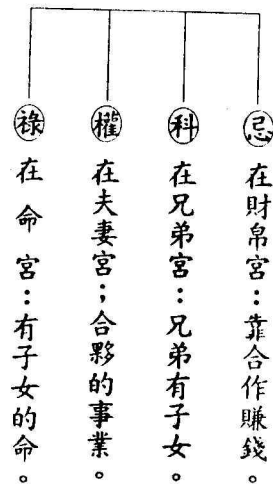 忌在財帛宮：靠合作賺錢。
科在兄弟宮：兄弟有子女。
權在夫妻宮；合夥的事業。
祿在命宮：有子女的命。